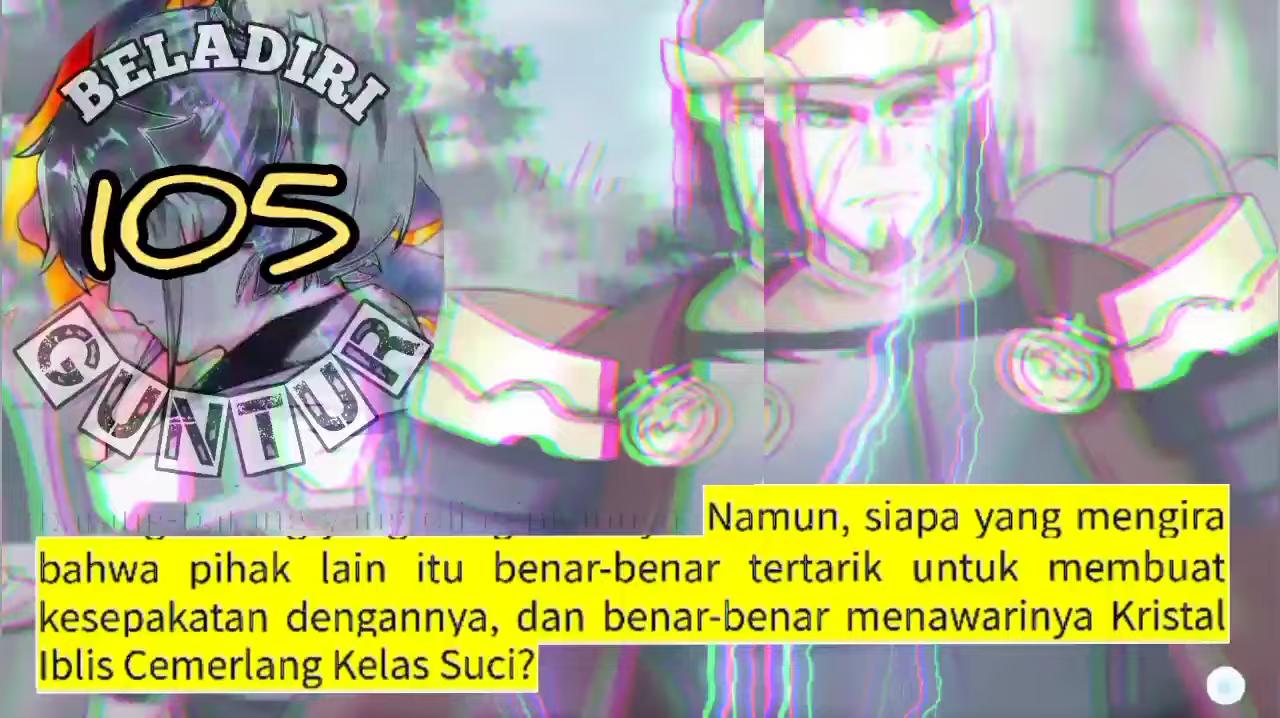 BELADIRI
105
GUNTUR
Namun, siapa yang mengira
bahwa pihak lain itu benar-benar tertarik untuk membuat
kesepakatan dengannya, dan benar-benar menawarinya Kristal
Iblis Cemerlang Kelas Suci?